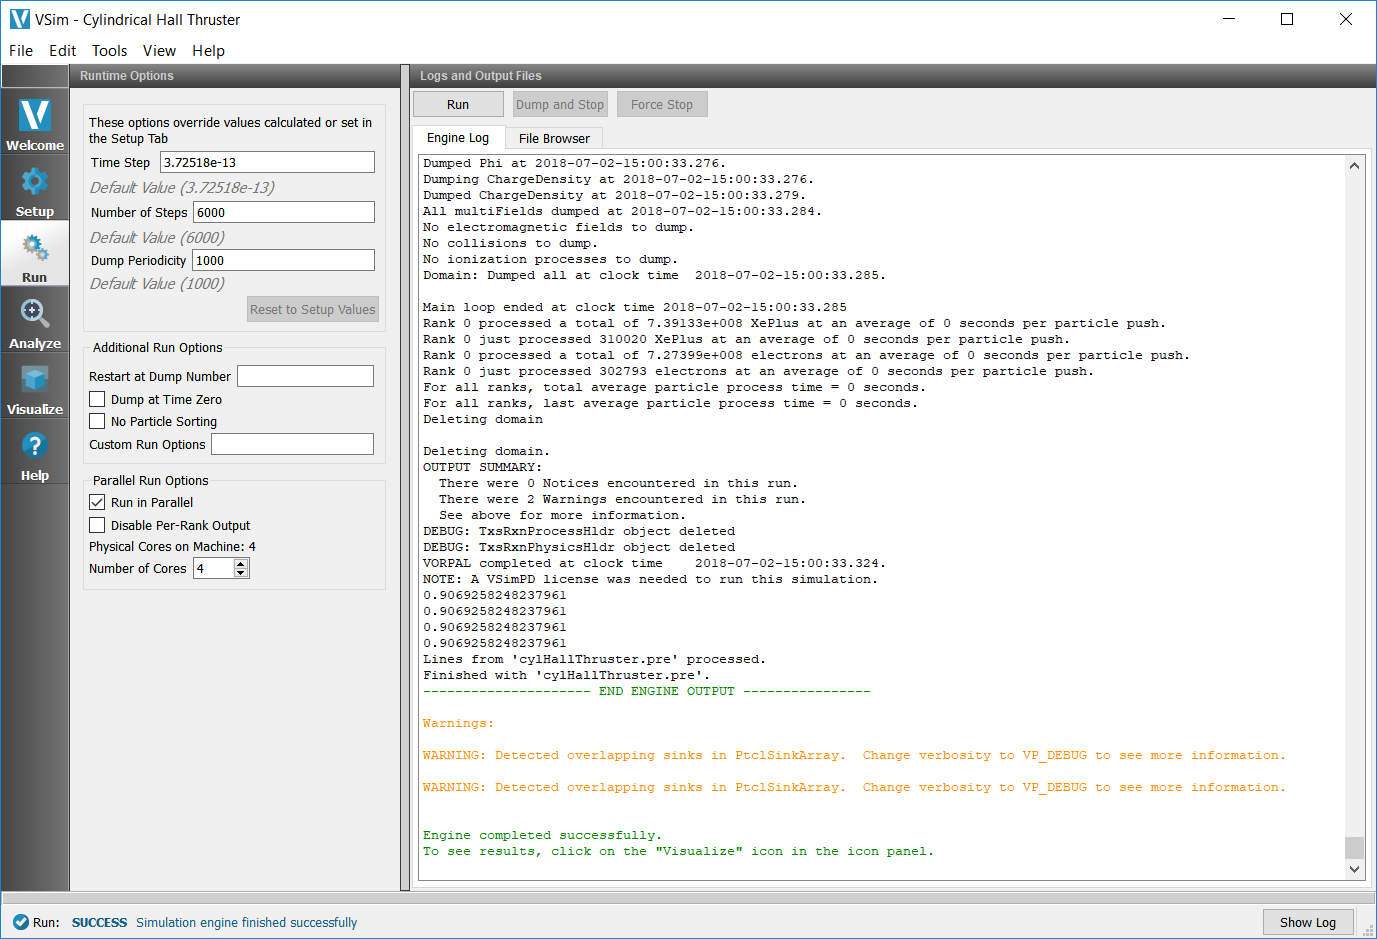 VSim - Cylindrical Hall Thruster
File Edit Tools View Help
Runtime Options
Logs and Output Files
Welcome
Setup
Run
Analyze
Visualize
Help
These options override values calculated or set in
the Setup Tab
Time Step 3.72518e-13
Default Value (3.72518e-13)
Number of Steps 6000
Default Value (6000)
Dump Periodicity 1000
Default Value (1000)
Reset to Setup Values
Additional Run Options
Restart at Dump Number
Dump at Time Zero
No Particle Sorting
Custom Run Options
Parallel Run Options
Run in Parallel
Disable Per-Rank Output
Physical Cores on Machine: 4
Number of Cores 4
Run Dump and Stop Force Stop
Engine Log File Browser
Dumped Phi at 2018-07-02-15:00:33.276.
Dumping ChargeDensity at 2018-07-02-15:00:33.276.
Dumped ChargeDensity at 2018-07-02-15:00:33.279.
All multiFields dumped at 2018-07-02-15:00:33.284.
No electromagnetic fields to dump.
No collisions to dump.
No ionization processes to dump.
Domain: Dumped all at clock time  2018-07-02-15:00:33.285.
Main loop ended at clock time 2018-07-02-15:00:33.285
Rank 0 processed a total of 7.39133e+008 XePlus at an average of 0 seconds per particle push.
Rank 0 just processed 310020 XePlus at an average of 0 seconds per particle push.
Rank 0 processed a total of 7.27399e+008 electrons at an average of 0 seconds per particle push.
Rank 0 just processed 302793 electrons at an average of 0 seconds per particle push.
For all ranks, total average particle process time = 0 seconds.
For all ranks, last average particle process time = 0 seconds.
Deleting domain
Deleting domain.
OUTPUT SUMMARY:
There were 0 Notices encountered in this run.
There were 2 Warnings encountered in this run.
See above for more information.
DEBUG: TxsRxnProcessHldr object deleted
DEBUG: TxsRxnPhysicsHldr object deleted
VORPAL completed at clock time    2018-07-02-15:00:33.324.
NOTE: A VSimPD license was needed to run this simulation.
0.9069258248237961
0.9069258248237961
0.9069258248237961
0.9069258248237961
Lines from 'cylHallThruster.pre' processed.
Finished with 'cylHallThruster.pre'.
--------------------- END ENGINE OUTPUT ----------------
Warnings:
WARNING: Detected overlapping sinks in PtclSinkArray.  Change verbosity to VP_DEBUG to see more information.
WARNING: Detected overlapping sinks in PtclSinkArray.  Change verbosity to VP_DEBUG to see more information.
Engine completed successfully.
To see results, click on the "Visualize" icon in the icon panel.
Run: SUCCESS Simulation engine finished successfully
Show Log